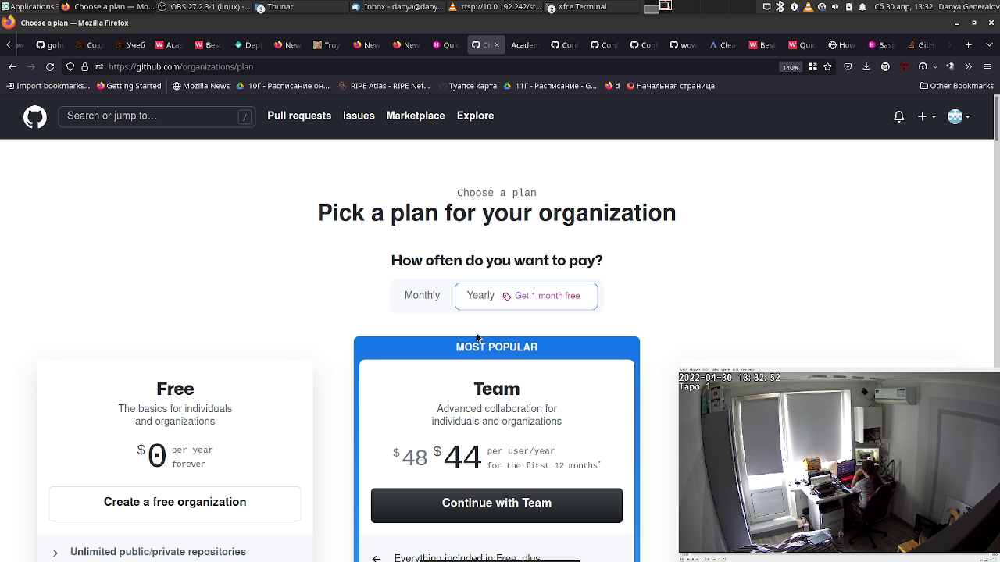 Applications
Choose a plan — Mo...
OBS 27.2.3-1 (linux) -...
Thunar
Inbox - danya@dany...
rtsp://10.0.192.242/st...
Xfce Terminal
Сб 30 апр, 13:32
Danya Generalov
Choose a plan — Mozilla Firefox
goh
Созд
Учеб
Acad
Best
Depl
New
Troy
New
New
Quic
Ch
Academ
Conf
Conf
Conf
wow
Clea
Best
Quic
How
Basi
GitH
https://github.com/organizations/plan
140%
Import bookmarks...
Getting Started
Mozilla News
10Г - Расписание он...
RIPE Atlas - RIPE Net...
Туапсе карта
11Г - Расписание - G...
d
Начальная страница
Other Bookmarks
Search or jump to...
/
Pull requests
Issues
Marketplace
Explore
Choose a plan
Pick a plan for your organization
How often do you want to pay?
Monthly
Yearly
Get 1 month free
MOST POPULAR
Free
The basics for individuals
and organizations
$0 per year
forever
Create a free organization
Unlimited public/private repositories
Team
Advanced collaboration for
individuals and organizations
$48 $44 per user/year
for the first 12 months*
Continue with Team
Everything included in Free, plus
2022-04-30 13:32:52
Tapo 1